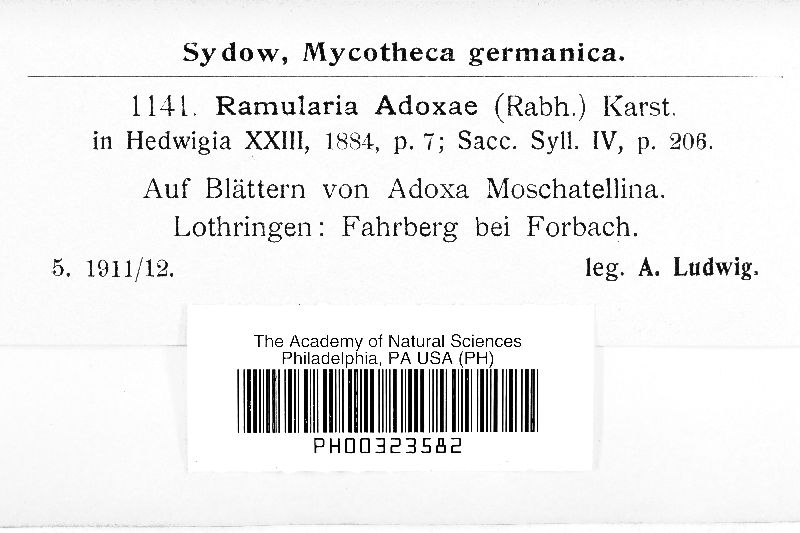 Sydow, Mycotheca germanica.
1141. Ramularia Adoxae (Rabh.) Karst.
in Hedwigia XXIII, 1884, p. 7; Sacc. Syll. IV, p. 206.
Auf Blättern von Adoxa Moschatellina.
Lothringen: Fahrberg bei Forbach.
5. 1911/12. leg. A. Ludwig.
The Academy of Natural Sciences
Philadelphia, PA USA (PH)
PH00323582